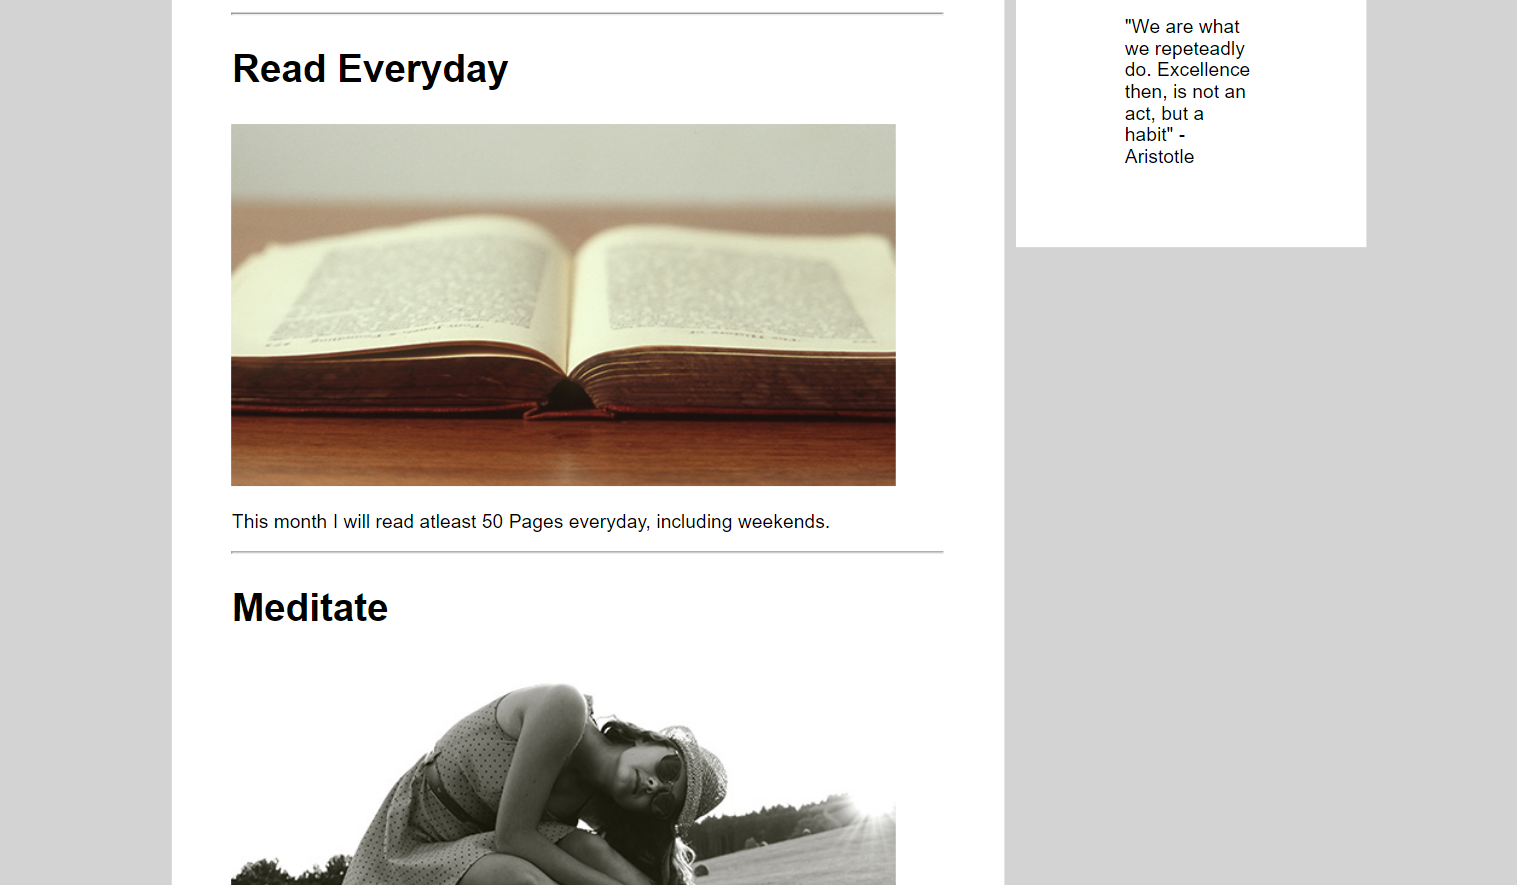 Read Everyday
This month I will read atleast 50 Pages everyday, including weekends.
Meditate
"We are what
we repeteadly
do. Excellence
then, is not an
act, but a
habit" -
Aristotle